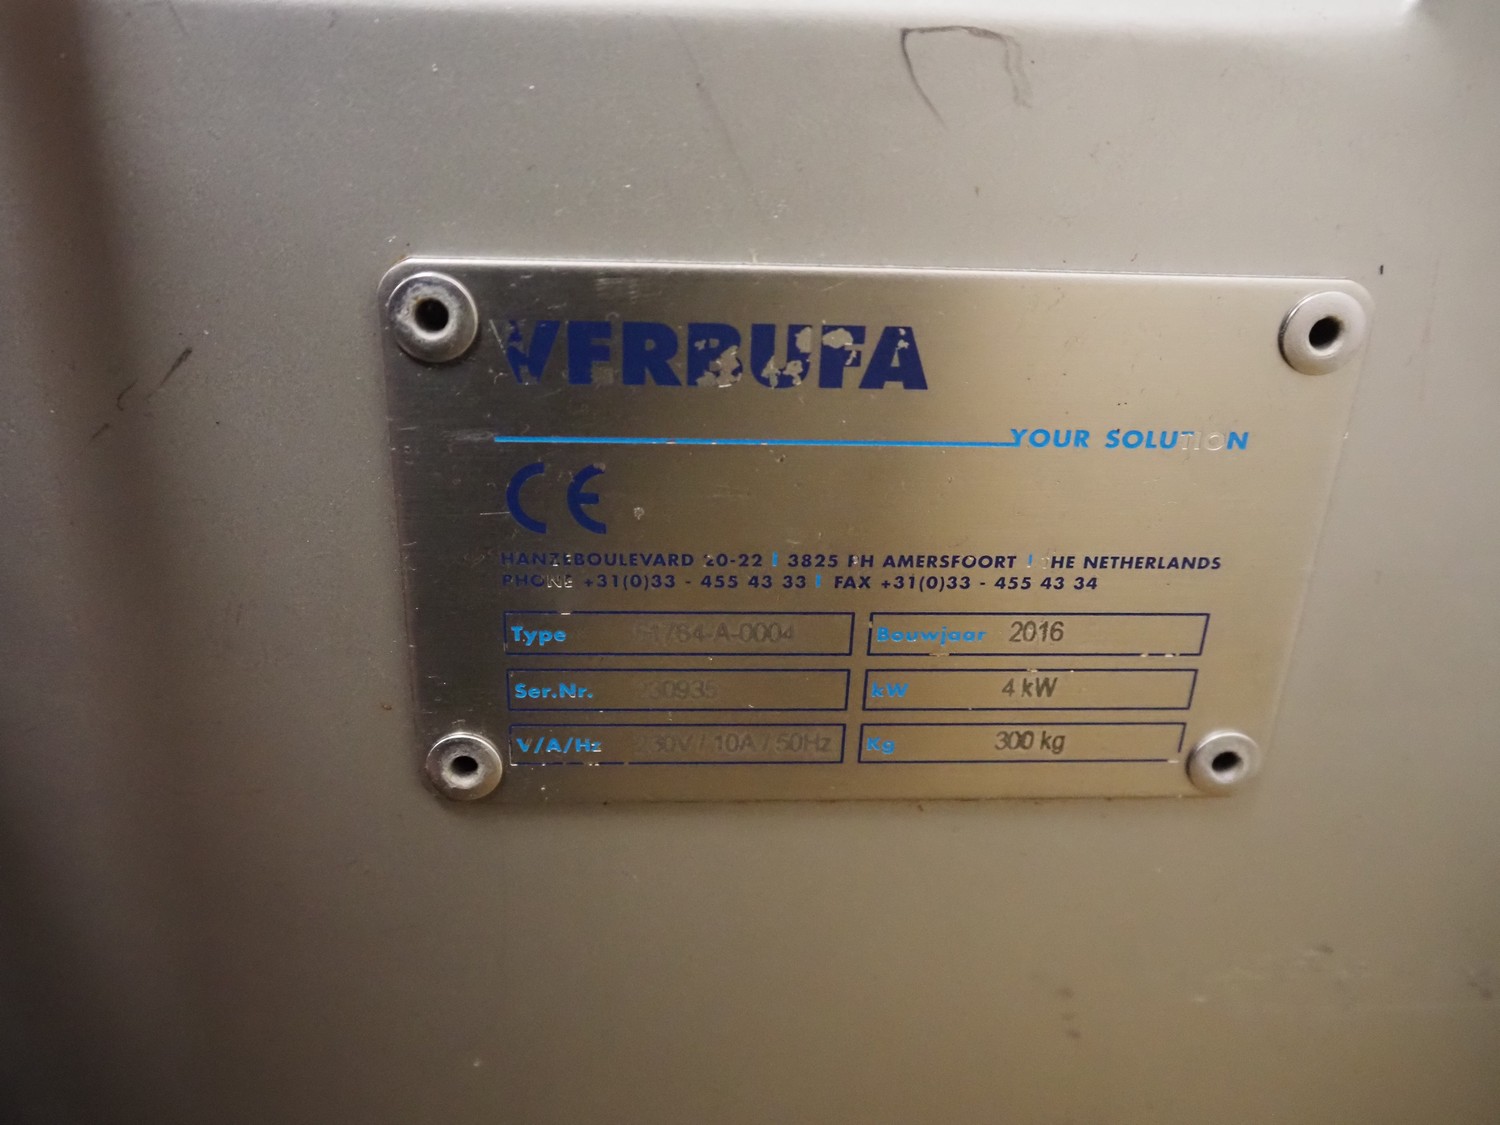 VERBUFA
YOUR SOLUTION
CE
HANZEBOULEVARD 20-22 | 3825 PH AMERSFOORT | THE NETHERLANDS
PHONE +31(0)33 - 455 43 33 | FAX +31(0)33 - 455 43 34
Type Bouwjaar 2016
Ser.Nr. kW 4 kW
V/A/Hz 230V / 10A / 50Hz Kg 300 kg